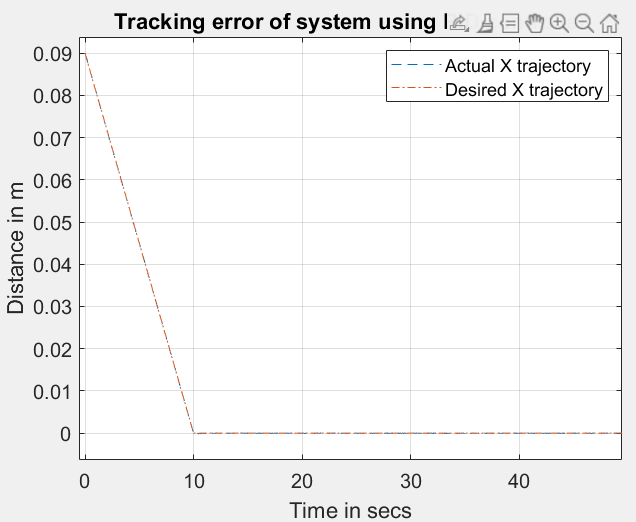 Tracking error of system using
Actual X trajectory
Desired X trajectory
0.09
0.08
0.07
0.06
0.05
0.04
0.03
0.02
0.01
0
Distance in m
0 10 20 30 40
Time in secs